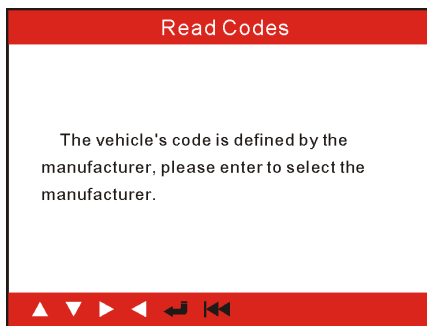 Read Codes
The vehicle's code is defined by the
manufacturer, please enter to select the
manufacturer.